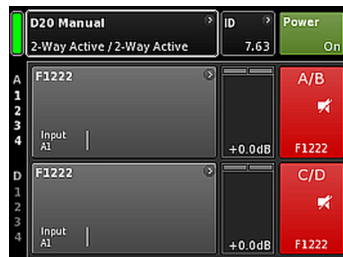 D20 Manual
2-Way Active / 2-Way Active
ID
7.63
Power
On
A
1
2
3
4
F1222
Input
A1
+0.0dB
A/B
F1222
D
1
2
3
4
F1222
Input
A1
+0.0dB
C/D
F1222